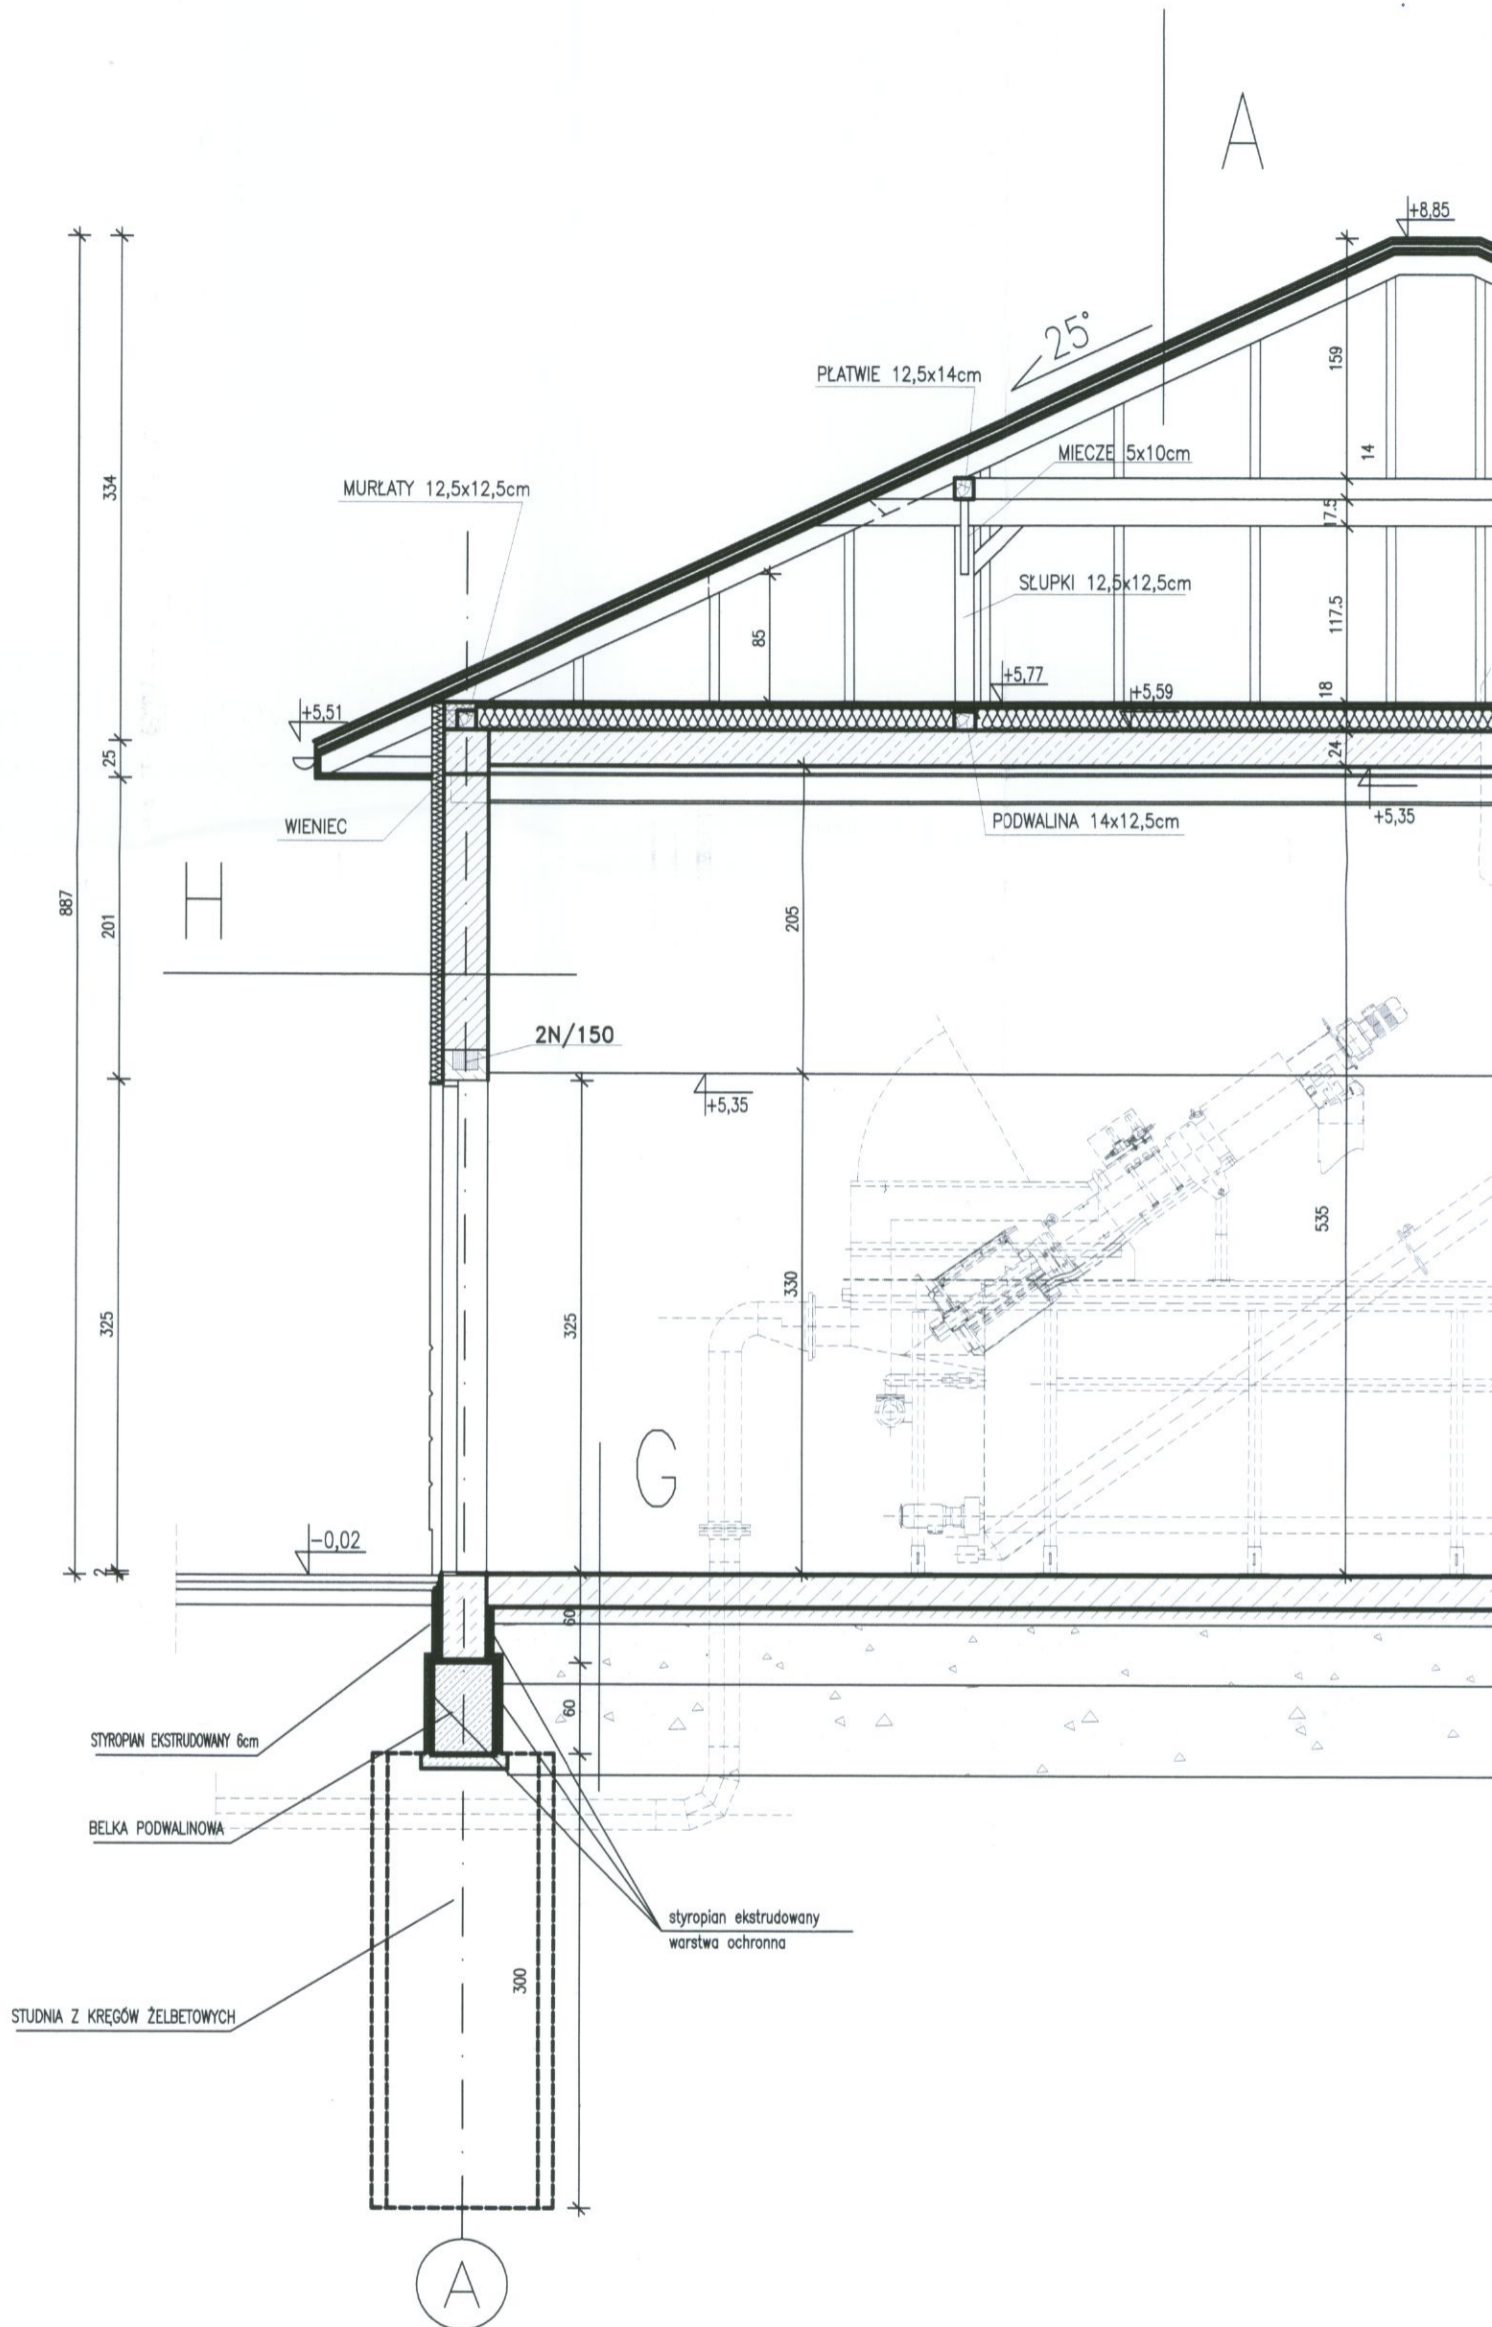 A
+8,85
25°
159
PŁATWIE 12,5x14cm
14
MIECZE 5x10cm
334
MURŁATY 12,5x12,5cm
17.5
SŁUPKI 12,5x12,5cm
117.5
85
+5,77
+5,59
18
+5,51
25
24
+5,35
WIENIEC
PODWALINA 14x12,5cm
887
H
201
205
2N/150
+5,35
535
325
325
330
G
-0,02
2
60
60
STYROPIAN EKSTRUDOWANY 6cm
BELKA PODWALINOWA
styropian ekstrudowany
warstwa ochronna
300
STUDNIA Z KRĘGÓW ŻELBETOWYCH
A